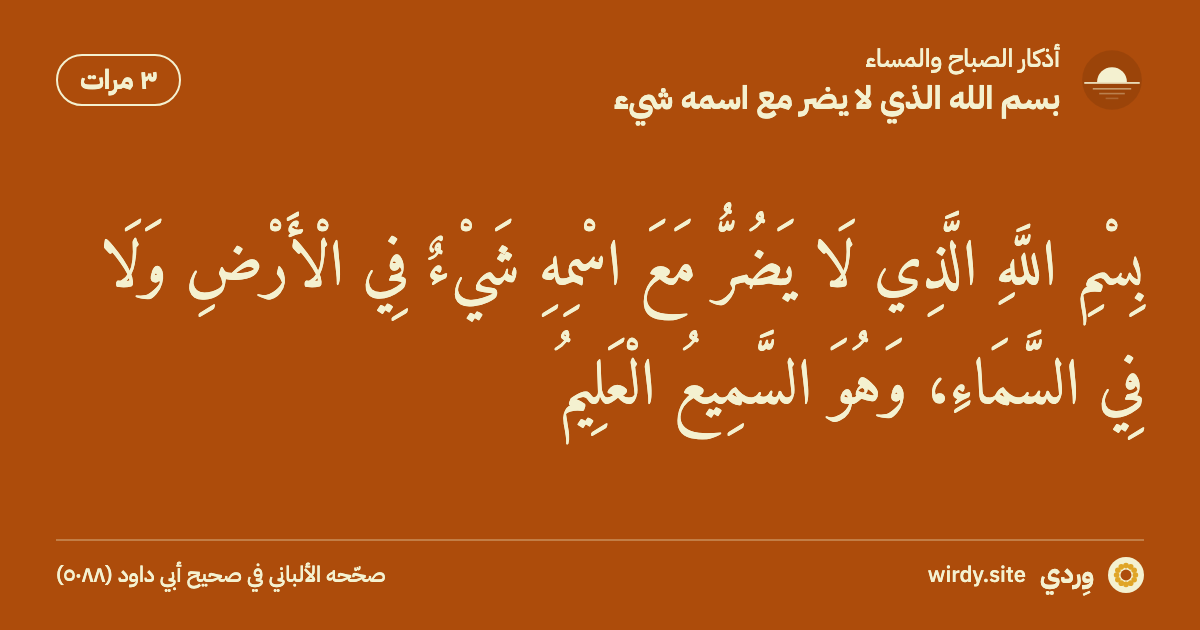 أذكار الصباح والمساء
بسم الله الذي لا يضر مع اسمه شيء
٣ مرات
بِسْمِ اللَّهِ الَّذِي لَا يَضُرُّ مَعَ اسْمِهِ شَيْءٌ فِي الْأَرْضِ وَلَا
فِي السَّمَاءِ، وَهُوَ السَّمِيعُ الْعَلِيمُ
وِردي wirdy.site
صحّحه الألباني في صحيح أبي داود (٥٠٨٨)